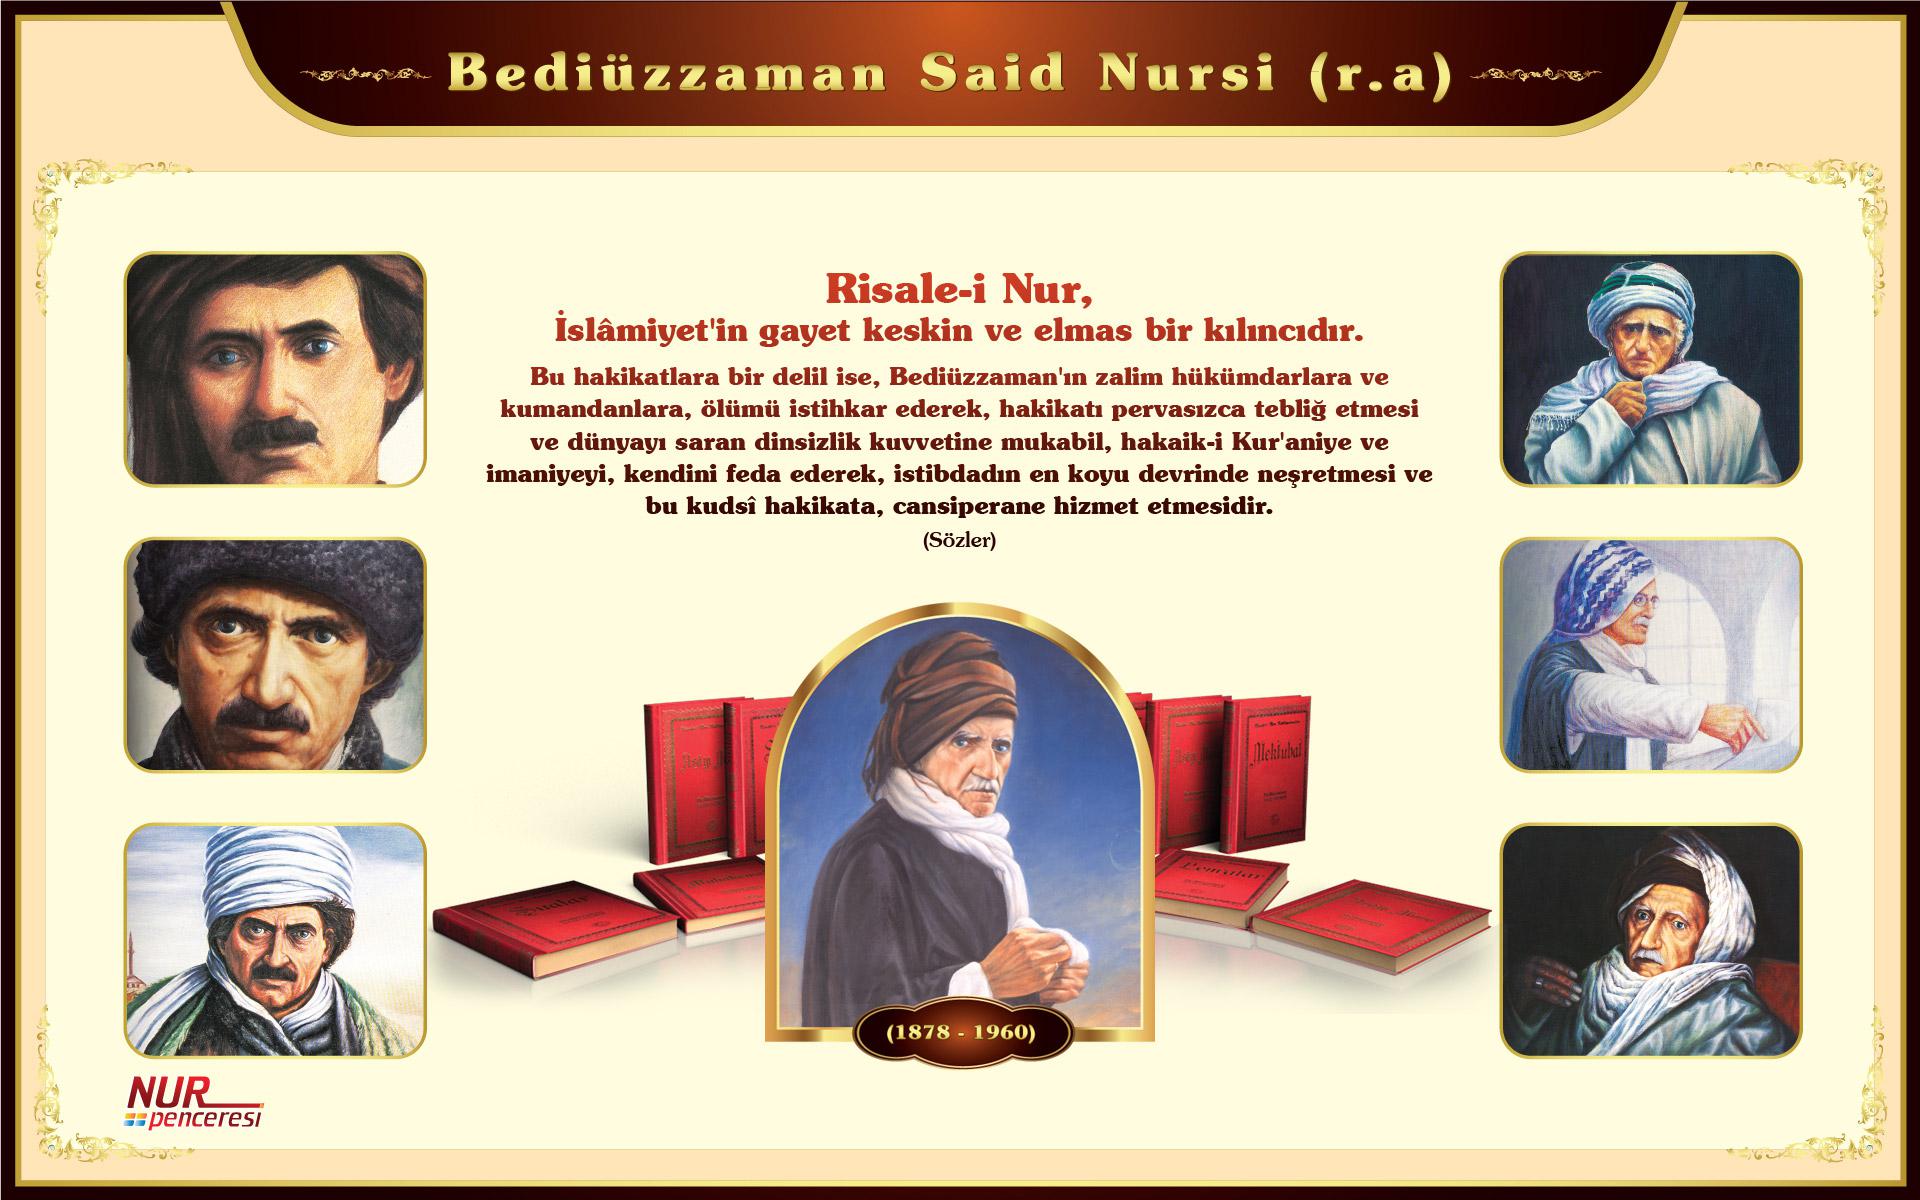 Bediüzzaman Said Nursi (r.a)
Risale-i Nur,
İslâmiyet'in gayet keskin ve elmas bir kılıncıdır.
Bu hakikatlara bir delil ise, Bediüzzaman'ın zalim hükümdarlara ve
kumandanlara, ölümü istihkar ederek, hakikatı pervasızca tebliğ etmesi
ve dünyayı saran dinsizlik kuvvetine mukabil, hakaik-i Kur'aniye ve
imaniyeyi, kendini feda ederek, istibdadın en koyu devrinde neşretmesi ve
bu kudsî hakikata, cansiperane hizmet etmesidir.
(Sözler)
Mektubat
Şualar
(1878 - 1960)
NUR
penceresi